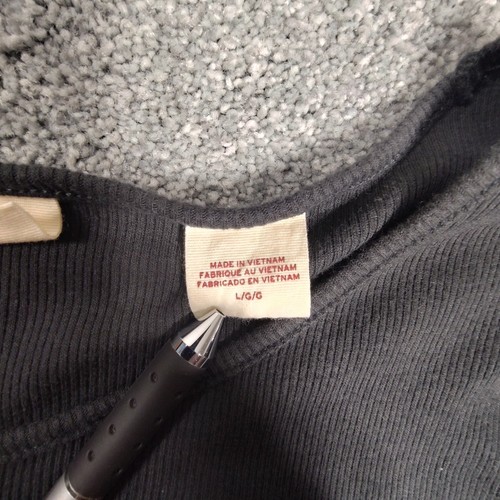 MADE IN VIETNAM
FABRIQUÉ AU VIETNAM
FABRICADO EN VIETNAM
L/G/G